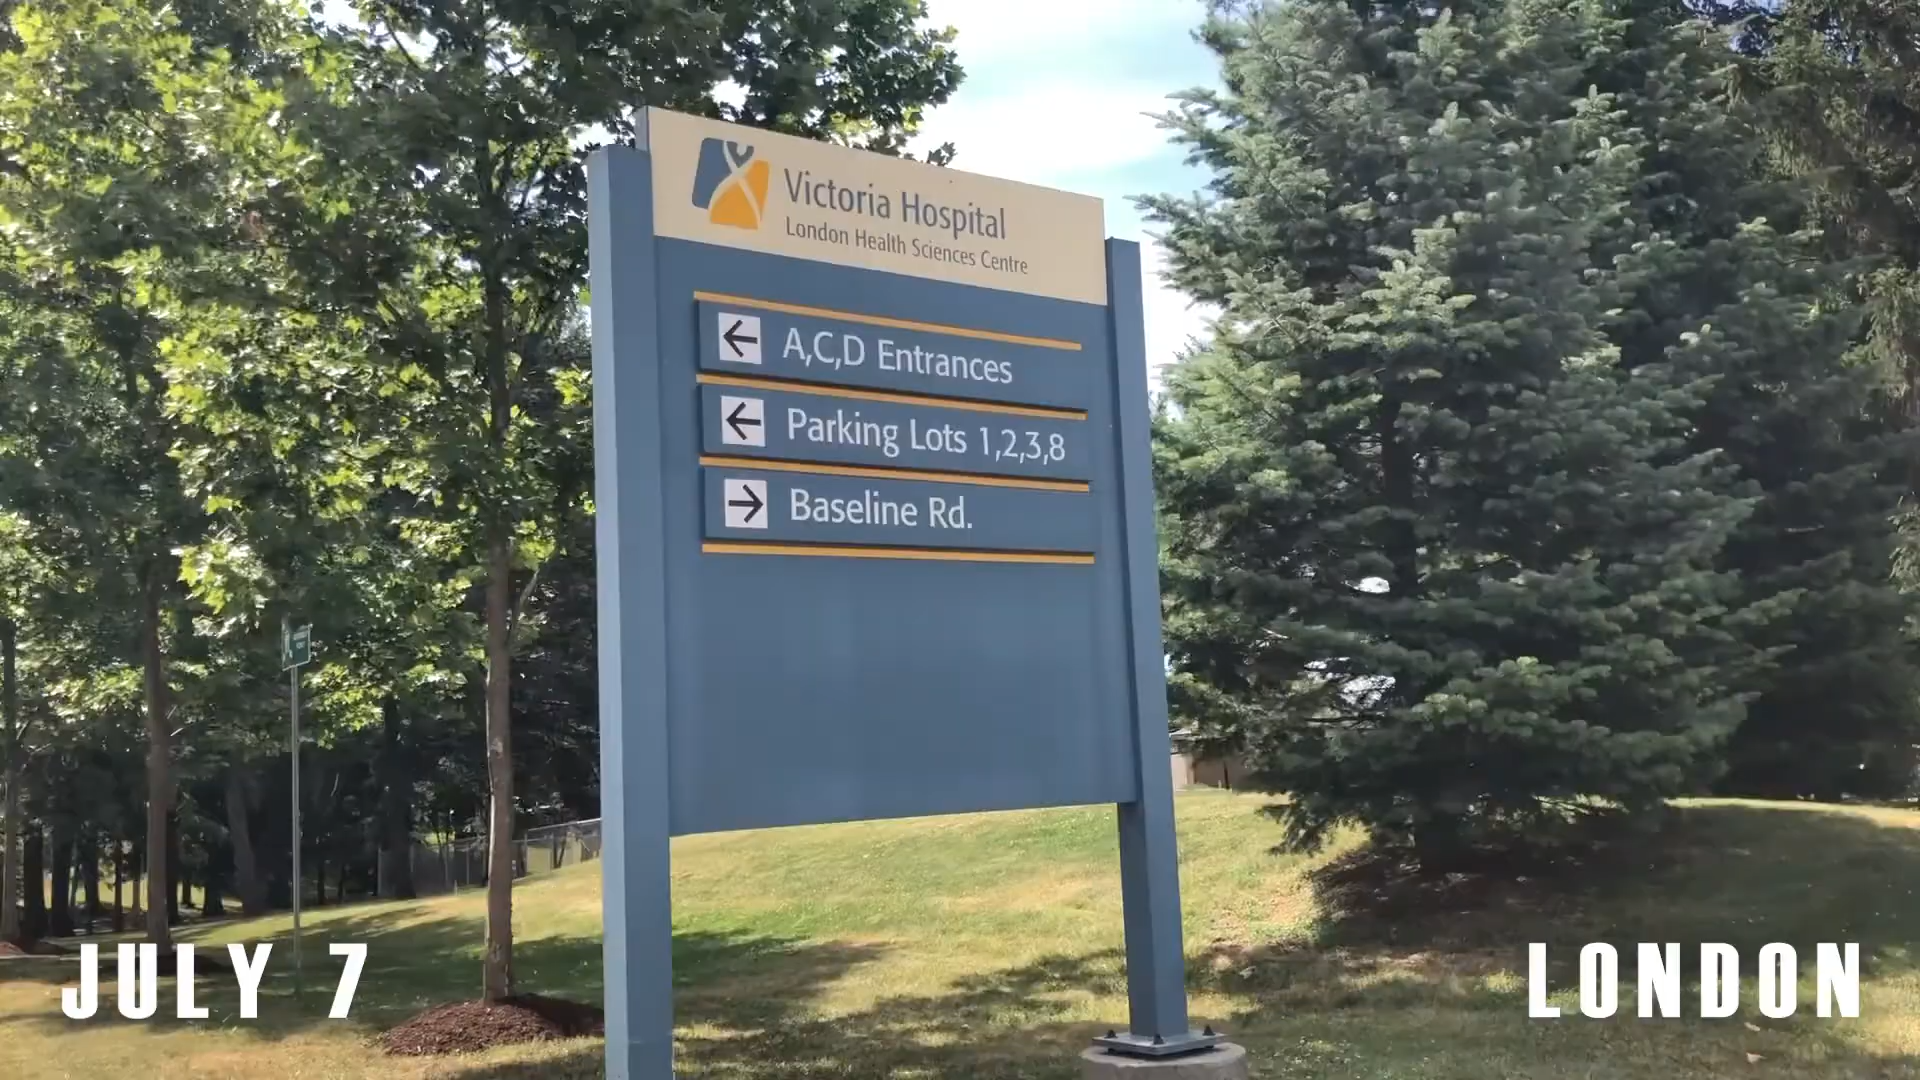 Victoria Hospital
London Health Sciences Centre
A,C,D Entrances
Parking Lots 1,2,3,8
Baseline Rd.
JULY 7
LONDON